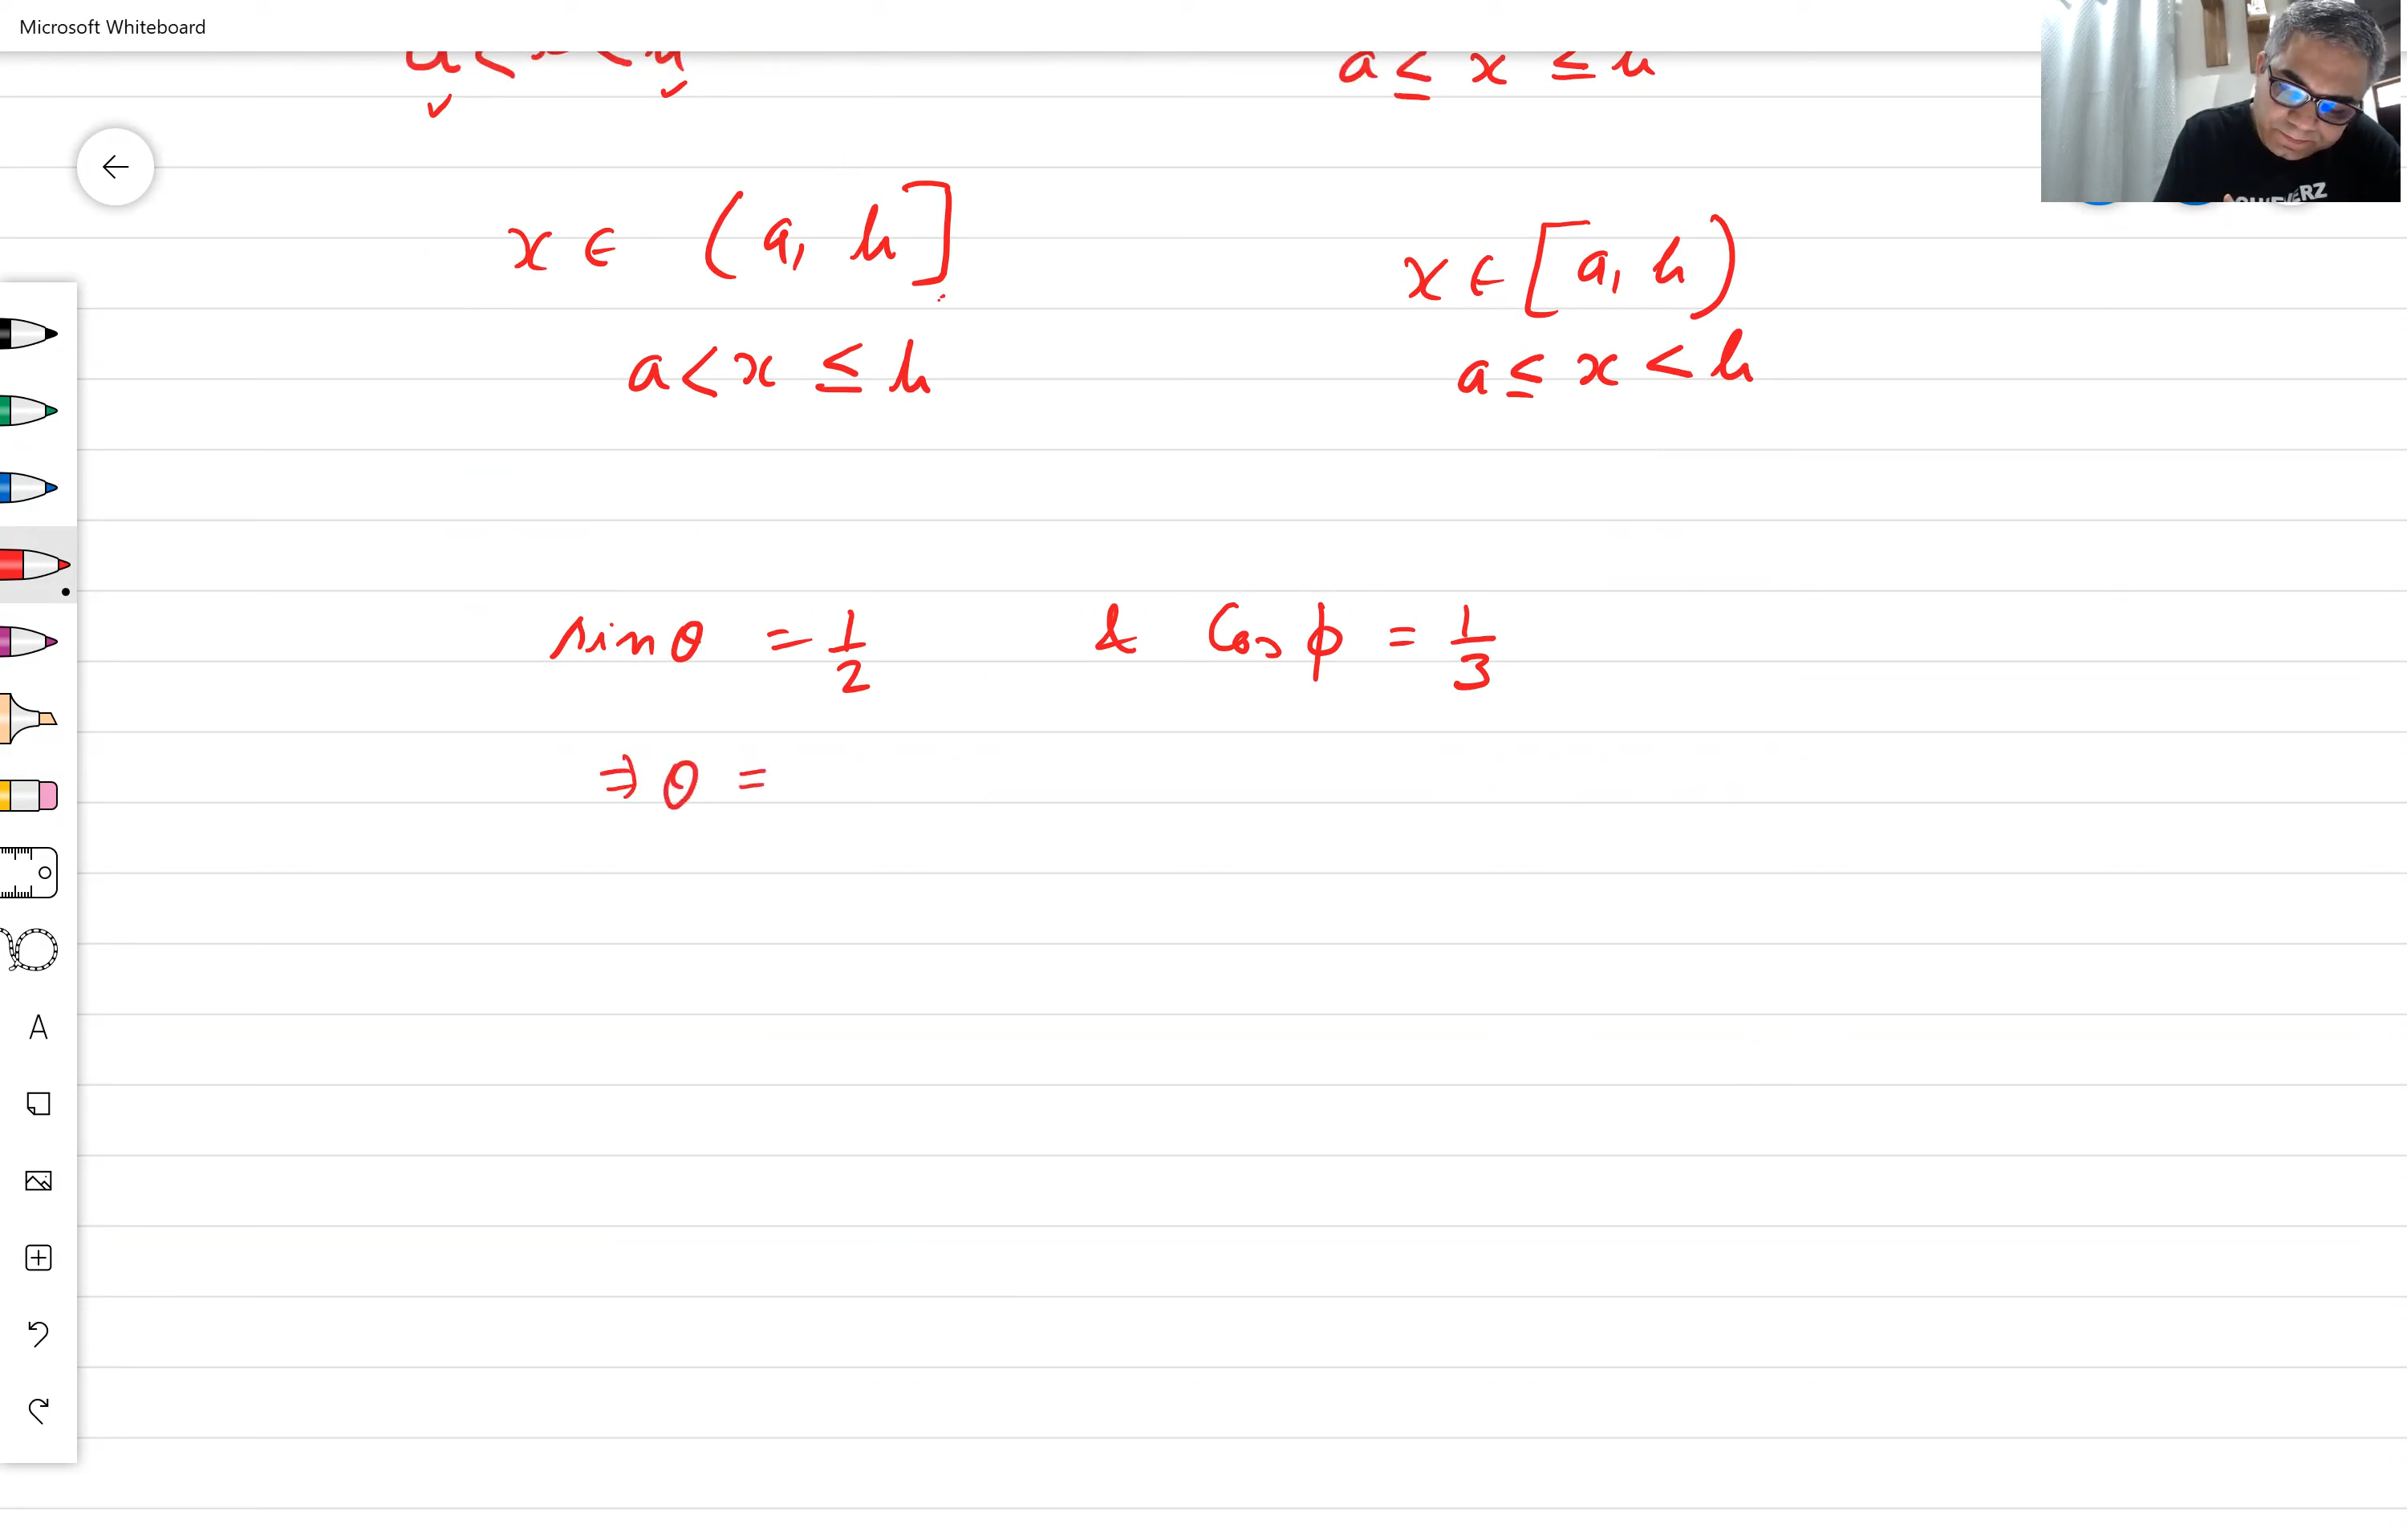 Microsoft Whiteboard
a ≤ x ≤
x ∈ (a, b]
x ∈ [a, b)
a < x ≤ b
a ≤ x < b
sin θ = 1/2 & Cos φ = 1/3
⇒ θ =
A